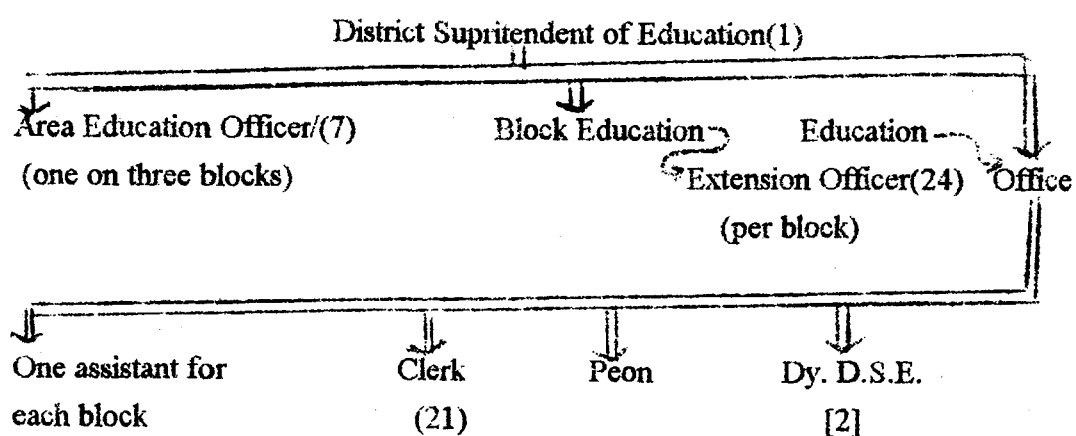 District Supritendent of Education(1)
Area Education Officer/(7)
(one on three blocks)
Block Education
Extension Officer(24)
(per block)
Education
Office
One assistant for
each block
Clerk
(21)
Peon
Dy. D.S.E.
[2]